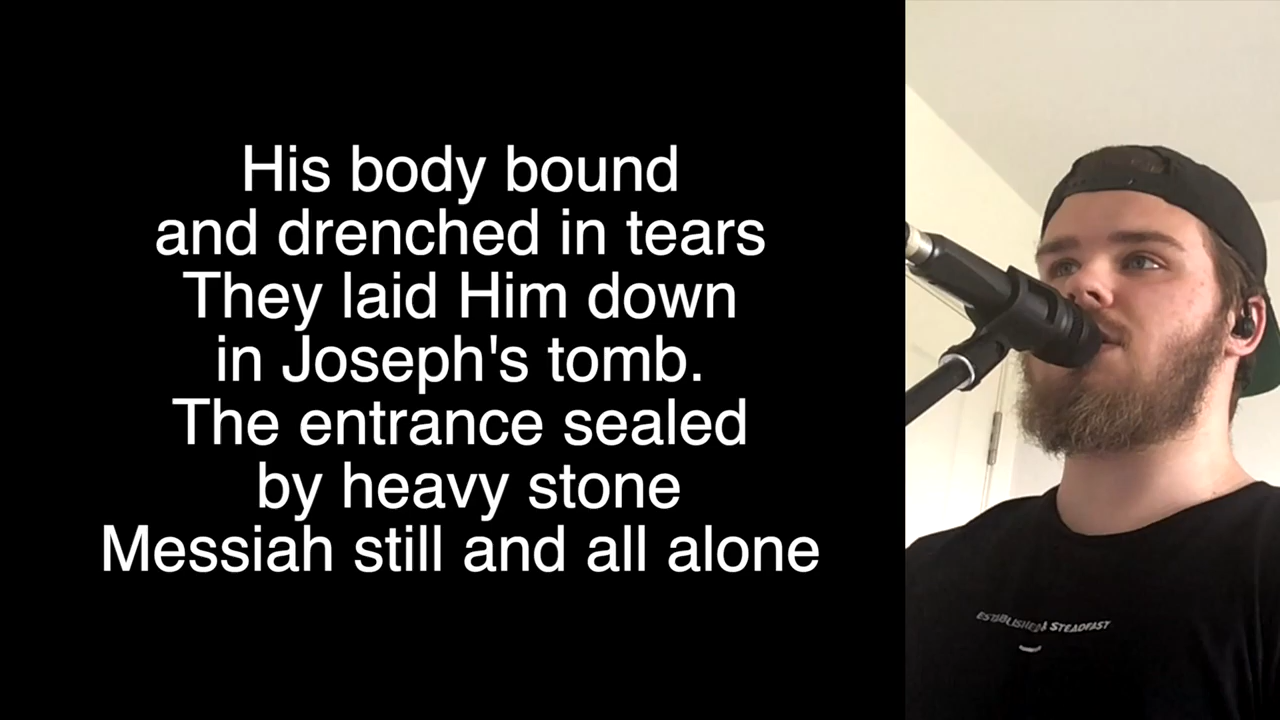 His body bound
and drenched in tears
They laid Him down
in Joseph's tomb.
The entrance sealed
by heavy stone
Messiah still and all alone
ESTABLISHED & STEADFAST